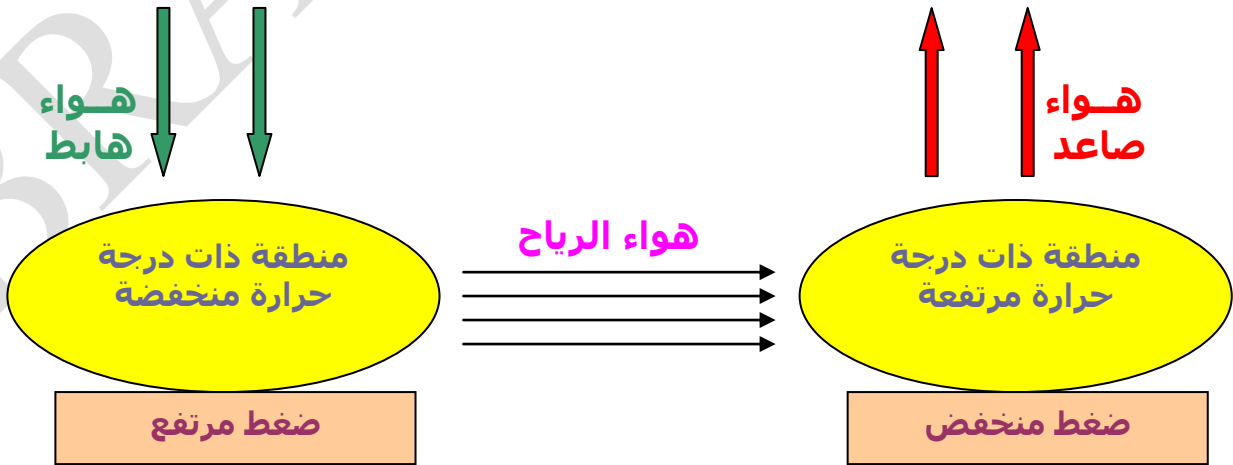 هــواء
صاعد
هــواء
هابط
هواء الرياح
منطقة ذات درجة
حرارة مرتفعة
منطقة ذات درجة
حرارة منخفضة
ضغط منخفض
ضغط مرتفع